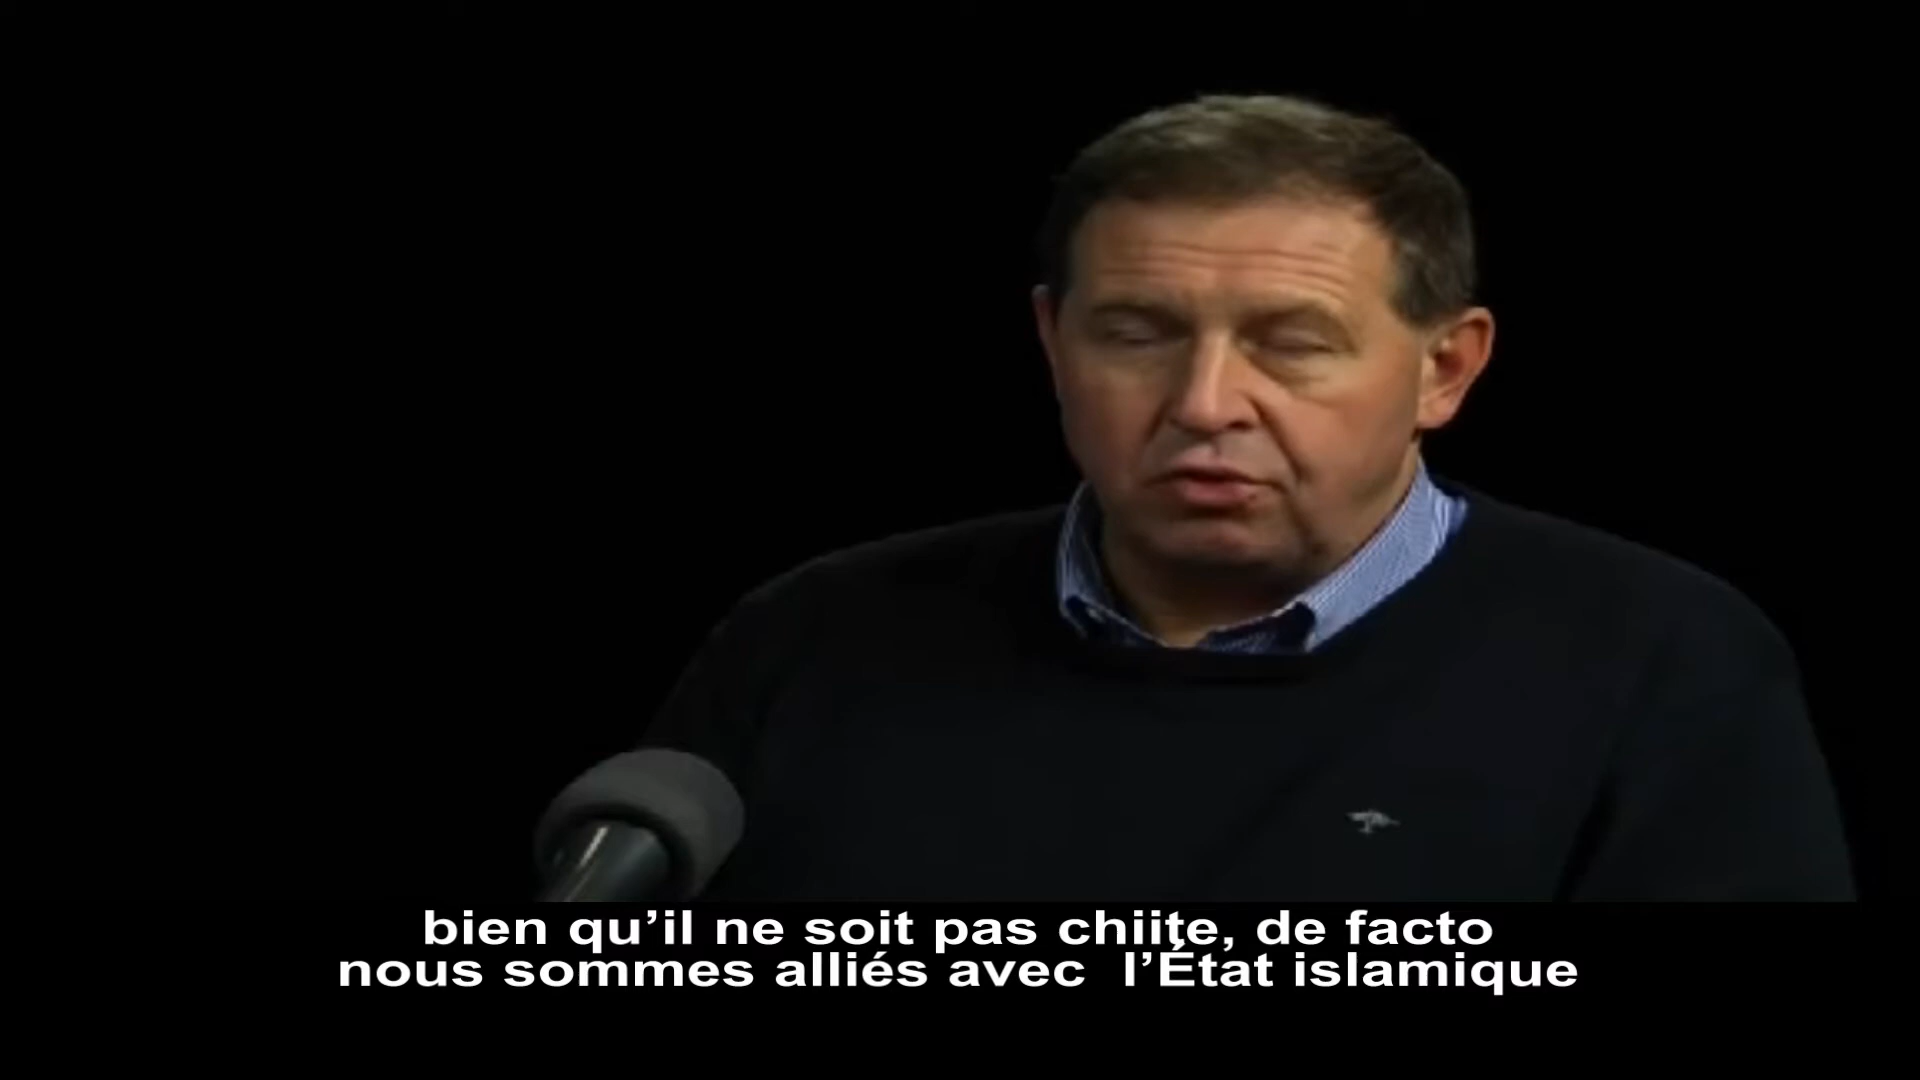 bien qu’il ne soit pas chiite, de facto
nous sommes alliés avec l’État islamique